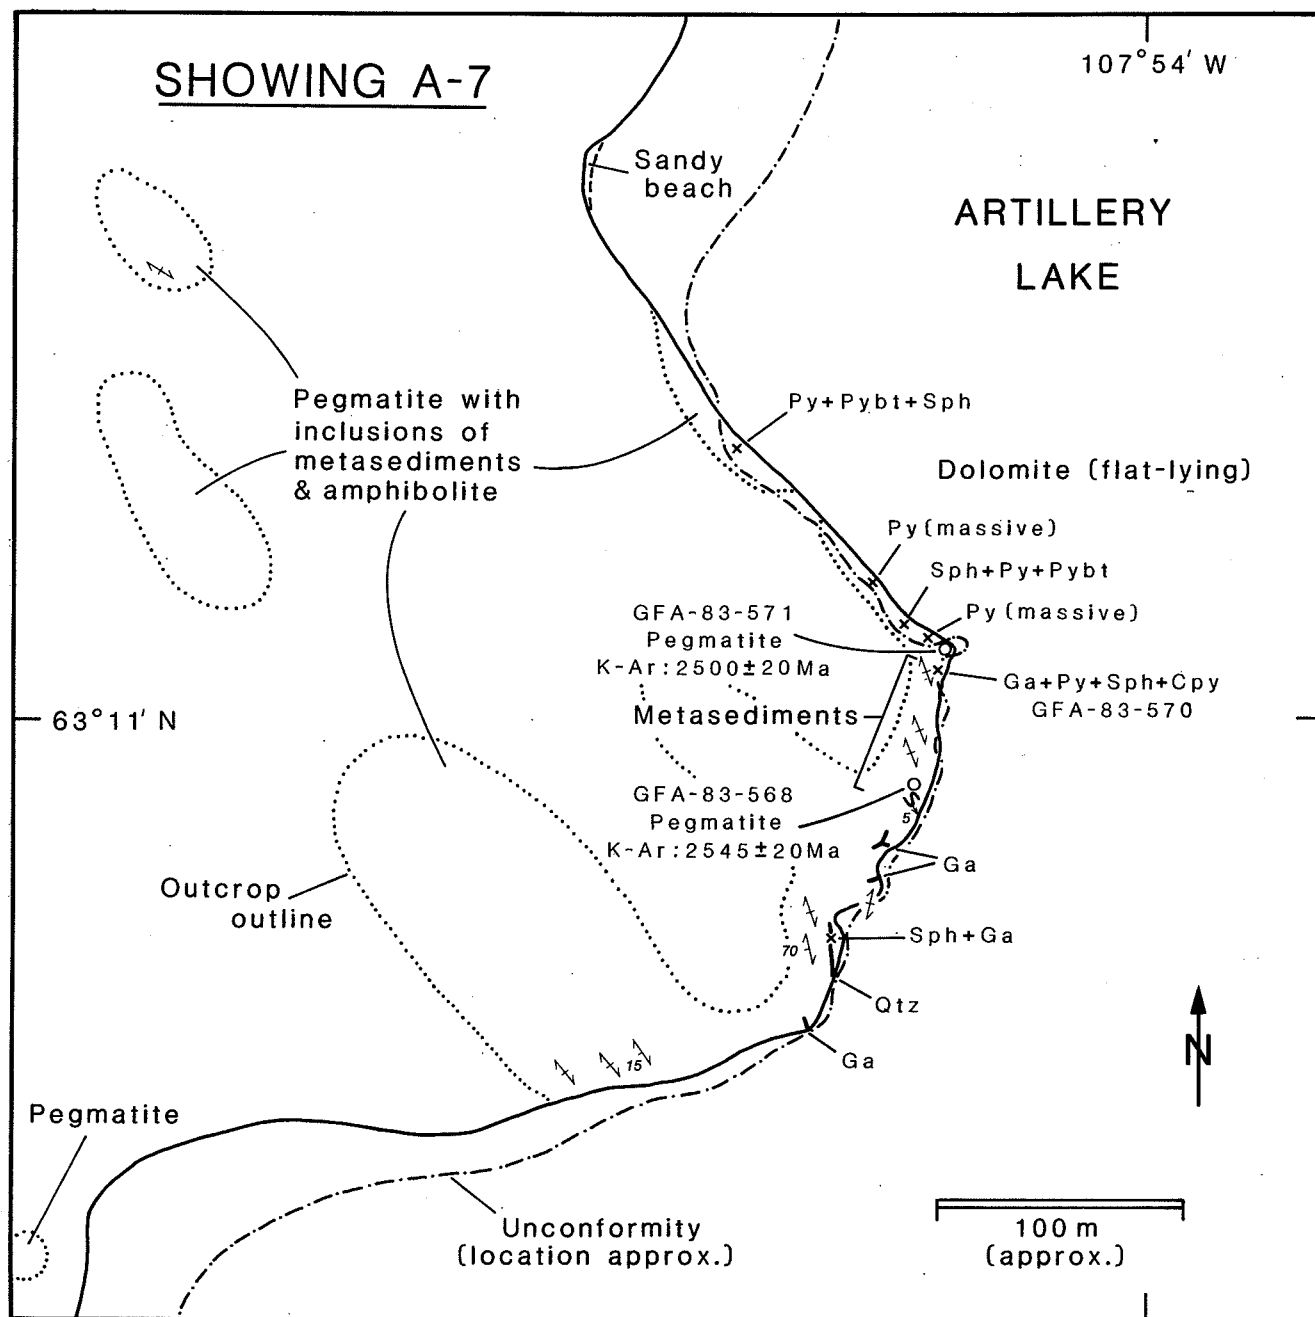 SHOWING A-7
107°54' W
Sandy
beach
ARTILLERY
LAKE
Pegmatite with
inclusions of
metasediments
& amphibolite
Py+Pybt+Sph
Dolomite (flat-lying)
Py (massive)
Sph+Py+Pybt
Py (massive)
GFA-83-571
Pegmatite
K-Ar:2500±20Ma
Ga+Py+Sph+Cpy
GFA-83-570
63°11' N
Metasediments
GFA-83-568
Pegmatite
K-Ar:2545±20Ma
5
Ga
Outcrop
outline
Sph+Ga
70
Qtz
Ga
15
N
Pegmatite
Unconformity
(location approx.)
100 m
(approx.)